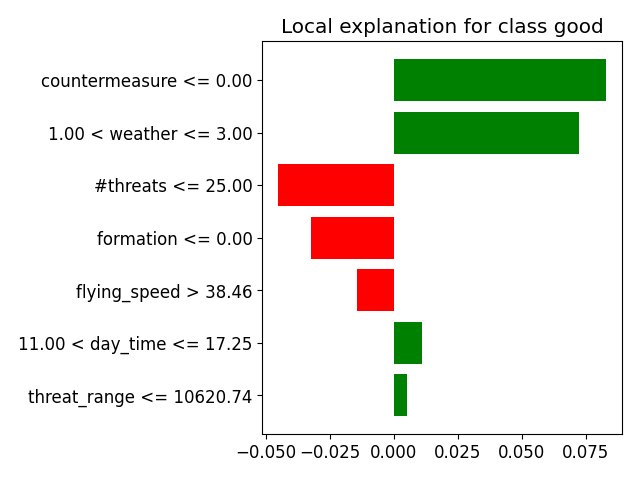 Local explanation for class good
countermeasure <= 0.00
1.00 < weather <= 3.00
#threats <= 25.00
formation <= 0.00
flying_speed > 38.46
11.00 < day_time <= 17.25
threat_range <= 10620.74
−0.050 −0.025 0.000 0.025 0.050 0.075